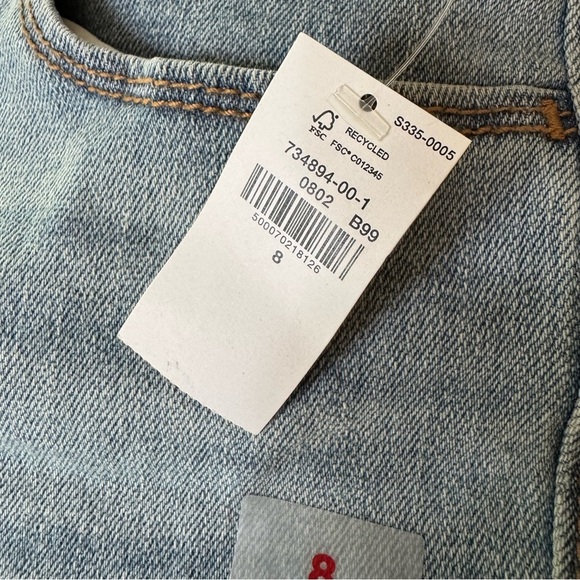 S335-0005
RECYCLED
FSC FSC® C012345
734894-00-1
0802 B99
500070218126
8
8